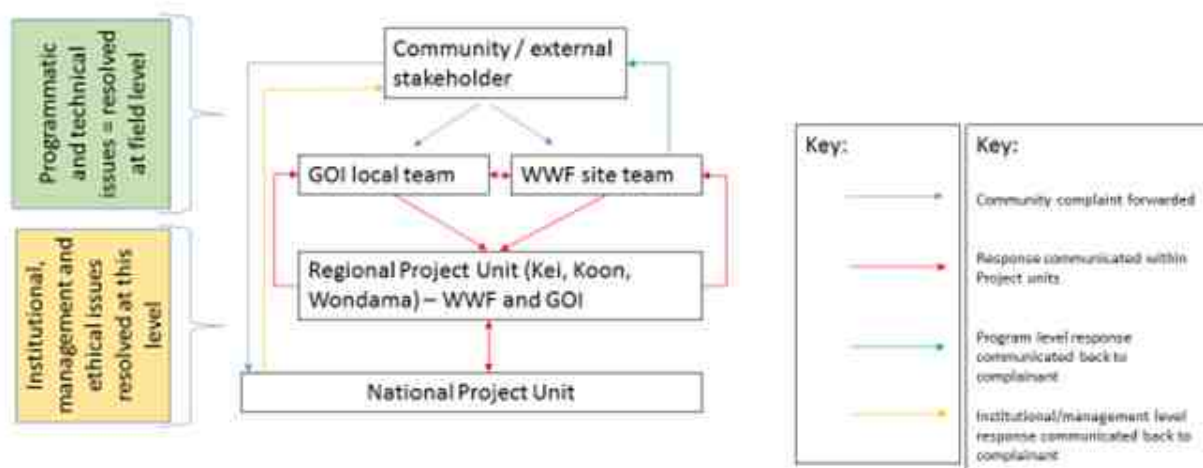 Programmatic
and technical
issues = resolved
at field level
Institutional,
management and
ethical issues
resolved at this
level
Community / external
stakeholder
GOI local team
WWF site team
Regional Project Unit (Kei, Koon,
Wondama) – WWF and GOI
National Project Unit
Key:
Key:
Community complaint forwarded
Response communicated within
Project units
Program level response
communicated back to
complainant
Institutional/management level
response communicated back to
complainant